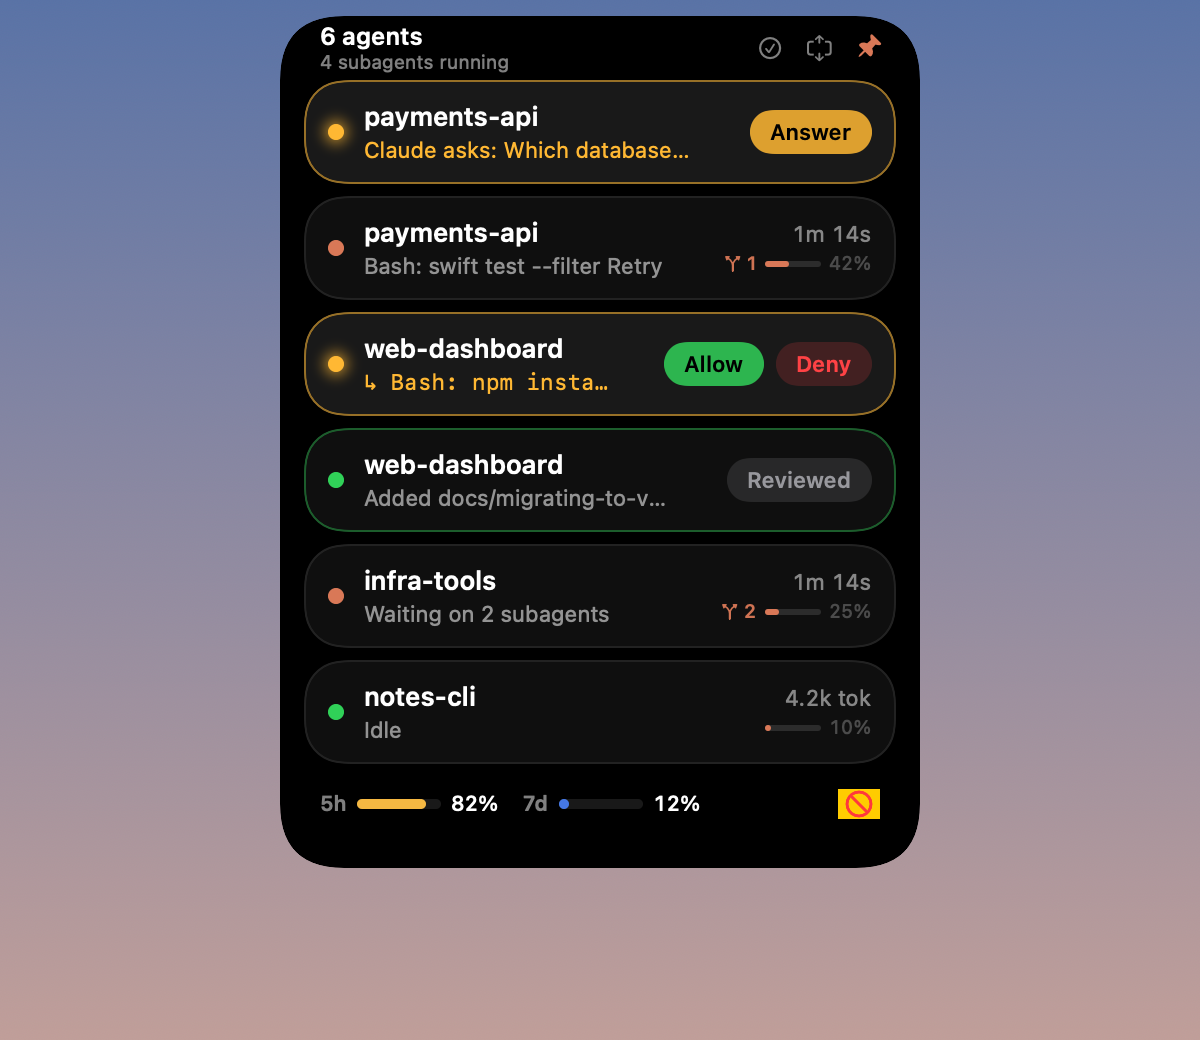 6 agents
4 subagents running
payments-api
Claude asks: Which database...
Answer
payments-api
1m 14s
Bash: swift test --filter Retry
1
42%
web-dashboard
↳ Bash: npm insta…
Allow
Deny
web-dashboard
Added docs/migrating-to-v...
Reviewed
infra-tools
1m 14s
Waiting on 2 subagents
2
25%
notes-cli
4.2k tok
Idle
10%
5h 82% 7d 12%